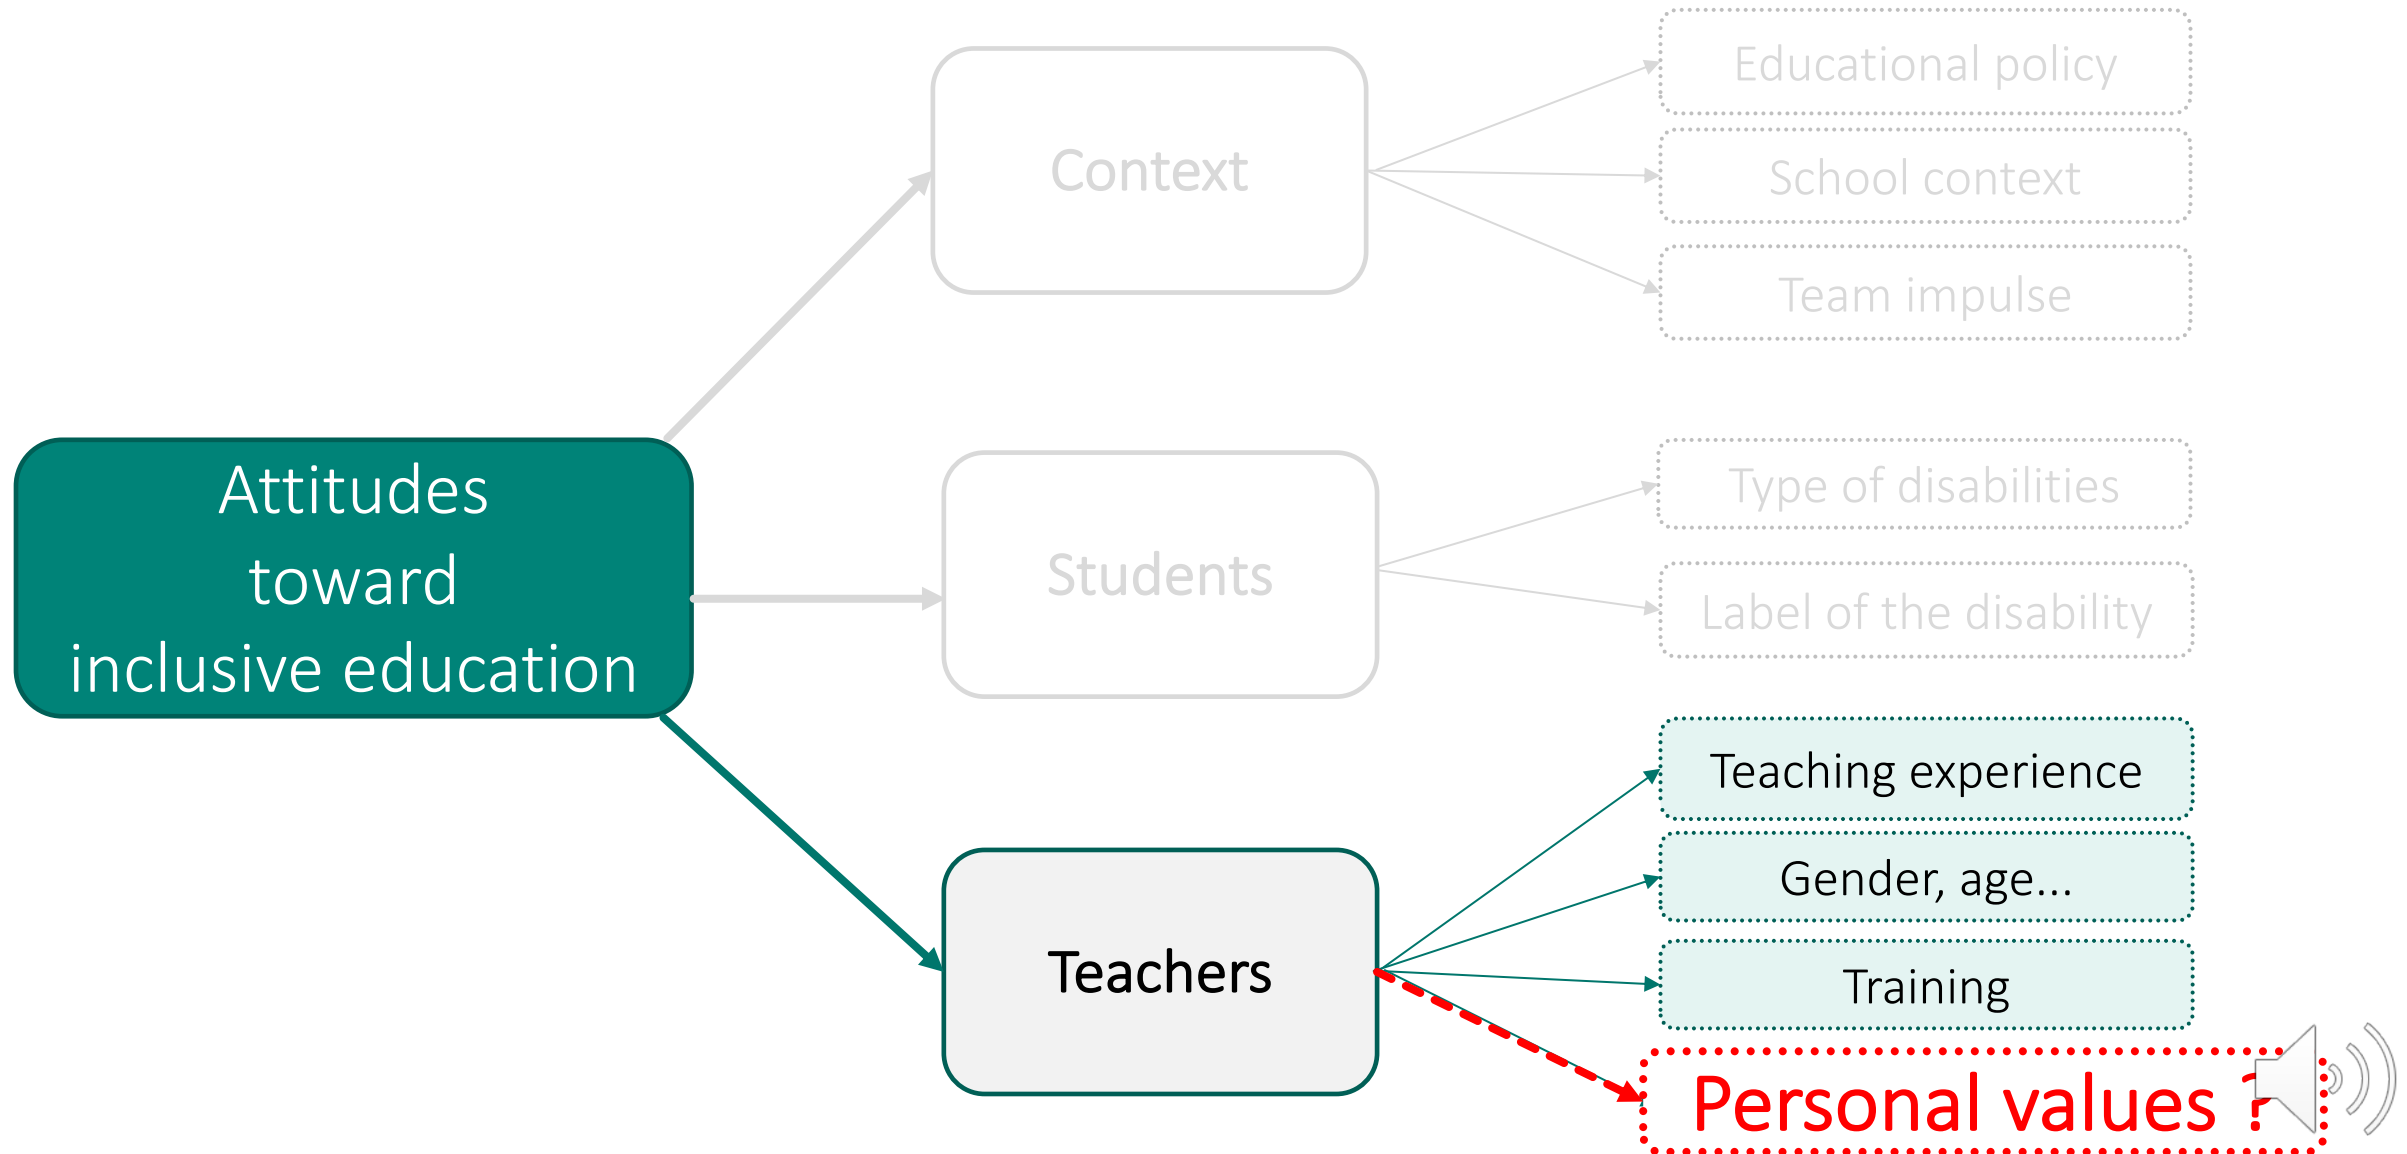 Educational policy
Context
School context
Team impulse
Attitudes
toward
inclusive education
Students
Type of disabilities
Label of the disability
Teachers
Teaching experience
Gender, age...
Training
Personal values ?